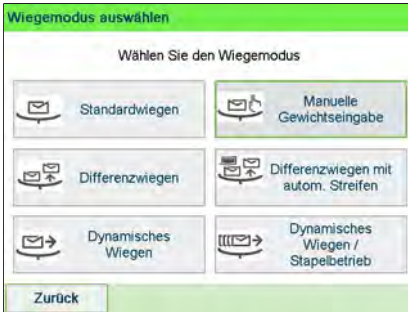 Wiegemodus auswählen
Wählen Sie den Wiegemodus
Standardwiegen
Manuelle
Gewichtseingabe
Differenzwiegen
Differenzwiegen mit
autom. Streifen
Dynamisches
Wiegen
Dynamisches
Wiegen /
Stapelbetrieb
Zurück